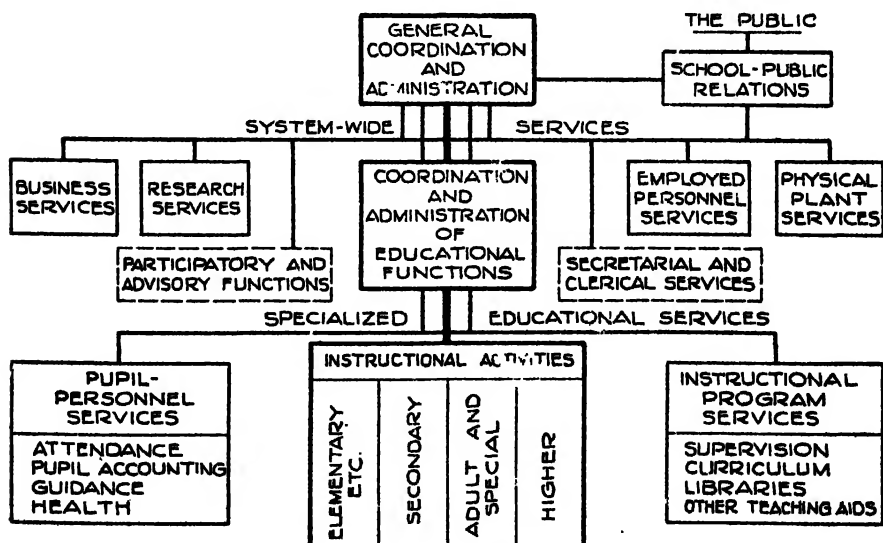 THE PUBLIC
GENERAL
COORDINATION
AND
ADMINISTRATION
SCHOOL-PUBLIC
RELATIONS
SYSTEM-WIDE SERVICES
BUSINESS
SERVICES
RESEARCH
SERVICES
COORDINATION
AND
ADMINISTRATION
OF
EDUCATIONAL
FUNCTIONS
EMPLOYED
PERSONNEL
SERVICES
PHYSICAL
PLANT
SERVICES
PARTICIPATORY AND
ADVISORY FUNCTIONS
SECRETARIAL AND
CLERICAL SERVICES
SPECIALIZED EDUCATIONAL SERVICES
PUPIL-
PERSONNEL
SERVICES
ATTENDANCE
PUPIL ACCOUNTING
GUIDANCE
HEALTH
INSTRUCTIONAL ACTIVITIES
ELEMENTARY
ETC.
SECONDARY
ADULT AND
SPECIAL
HIGHER
INSTRUCTIONAL
PROGRAM
SERVICES
SUPERVISION
CURRICULUM
LIBRARIES
OTHER TEACHING AIDS